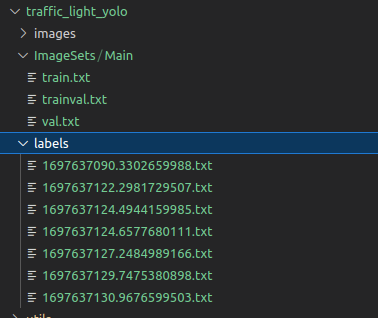 traffic_light_yolo
images
ImageSets / Main
train.txt
trainval.txt
val.txt
labels
1697637090.3302659988.txt
1697637122.2981729507.txt
1697637124.4944159985.txt
1697637124.6577680111.txt
1697637127.2484989166.txt
1697637129.7475380898.txt
1697637130.9676599503.txt